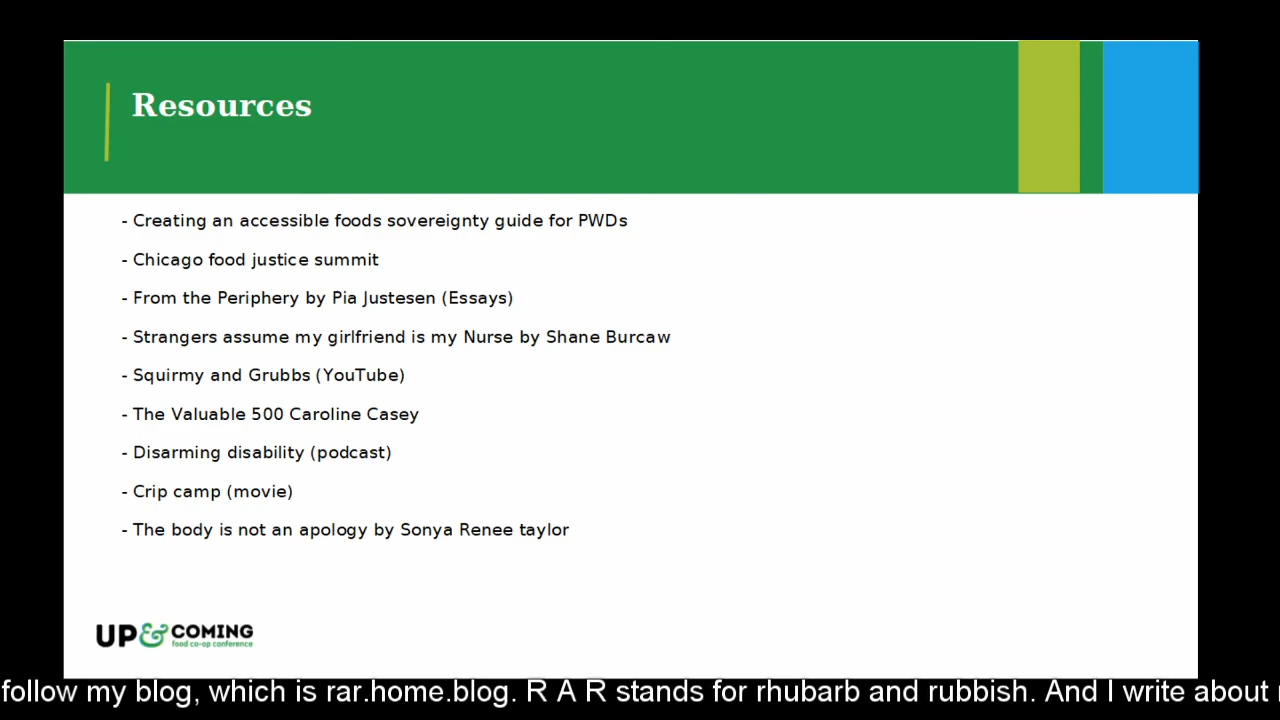 Resources
- Creating an accessible foods sovereignty guide for PWDs
- Chicago food justice summit
- From the Periphery by Pia Justesen (Essays)
- Strangers assume my girlfriend is my Nurse by Shane Burcaw
- Squirmy and Grubbs (YouTube)
- The Valuable 500 Caroline Casey
- Disarming disability (podcast)
- Crip camp (movie)
- The body is not an apology by Sonya Renee taylor
UP & COMING
food co-op conference
follow my blog, which is rar.home.blog. R A R stands for rhubarb and rubbish. And I write about